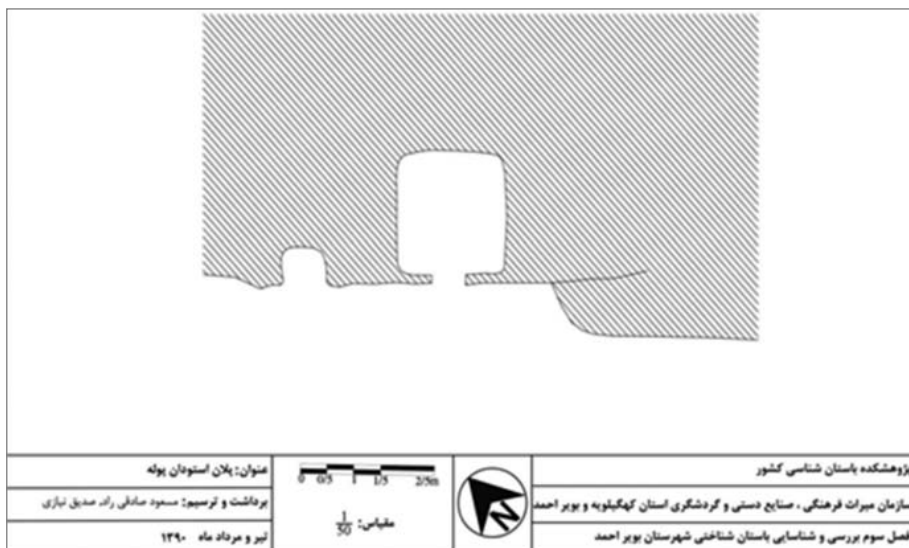 پژوهشکده باستان شناسی کشور
سازمان میراث فرهنگی ، صنایع دستی و گردشگری استان کهگیلویه و بویر احمد
فصل سوم بررسی و شناسایی باستان شناختی شهرستان بویر احمد
N
0 0/5 1 1/5 2/5m
مقیاس: 1/50
عنوان: پلان استودان پوله
برداشت و ترسیم: مسعود صادقی راد، صدیق نیازی
تیر و مرداد ماه ۱۳۹۰